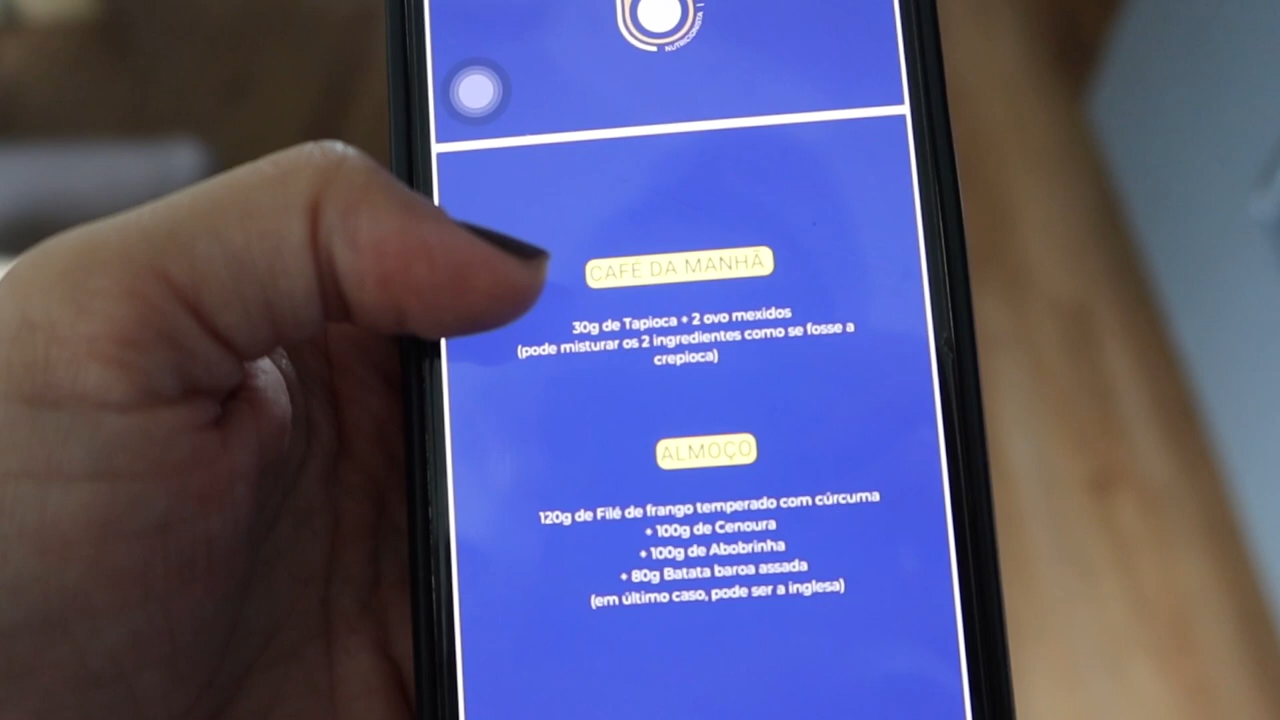 NUTRICIONISTA |
CAFÉ DA MANHÃ
30g de Tapioca + 2 ovo mexidos
(pode misturar os 2 ingredientes como se fosse a
crepioca)
ALMOÇO
120g de Filé de frango temperado com cúrcuma
+ 100g de Cenoura
+ 100g de Abobrinha
+ 80g Batata baroa assada
(em último caso, pode ser a inglesa)